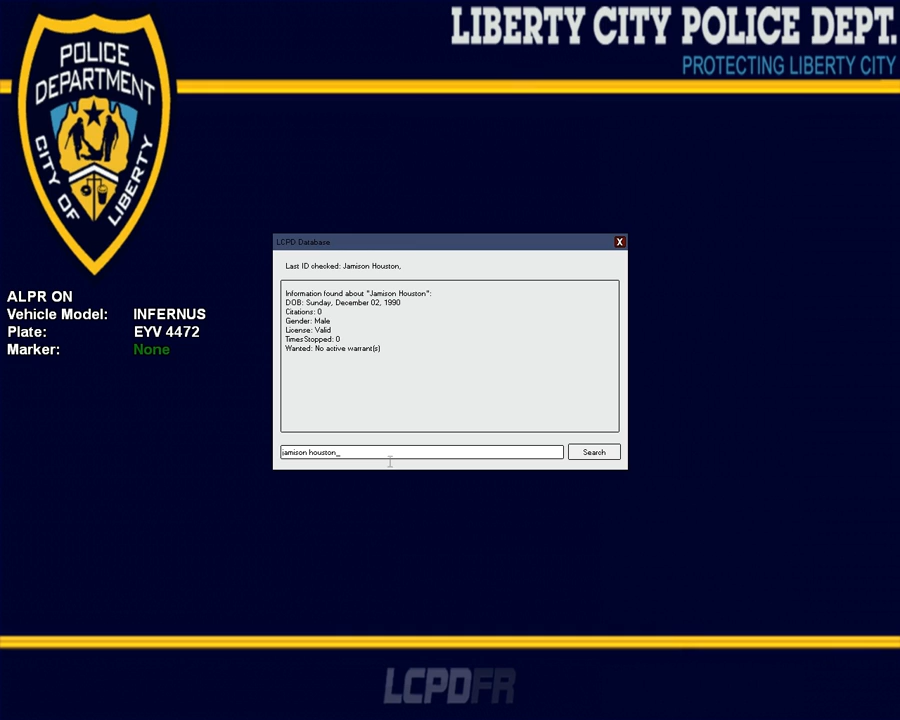 LIBERTY CITY POLICE DEPT.
PROTECTING LIBERTY CITY
POLICE
DEPARTMENT
CITY OF
LIBERTY
ALPR ON
Vehicle Model: INFERNUS
Plate: EYV 4472
Marker: None
LCPD Database
X
Last ID checked: Jamison Houston,
Information found about "Jamison Houston":
DOB: Sunday, December 02, 1990
Citations: 0
Gender: Male
License: Valid
TimesStopped: 0
Wanted: No active warrant(s)
jamison houston_
Search
LCPDFR